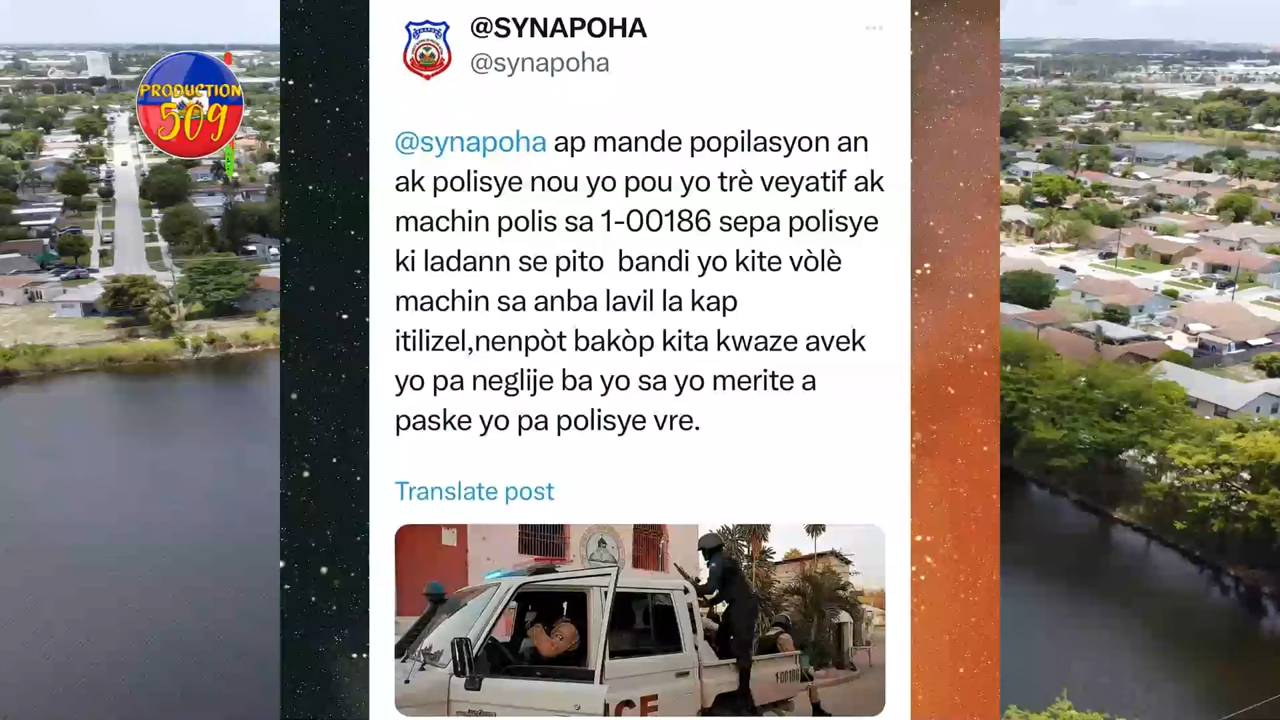 PRODUCTION
509
@SYNAPOHA
@synapoha
@synapoha ap mande popilasyon an
ak polisye nou yo pou yo trè veyatif ak
machin polis sa 1-00186 sepa polisye
ki ladann se pito  bandi yo kite vòlè
machin sa anba lavil la kap
itilizel,nenpòt bakòp kita kwaze avek
yo pa neglije ba yo sa yo merite a
paske yo pa polisye vre.
Translate post
1-00186
ICE